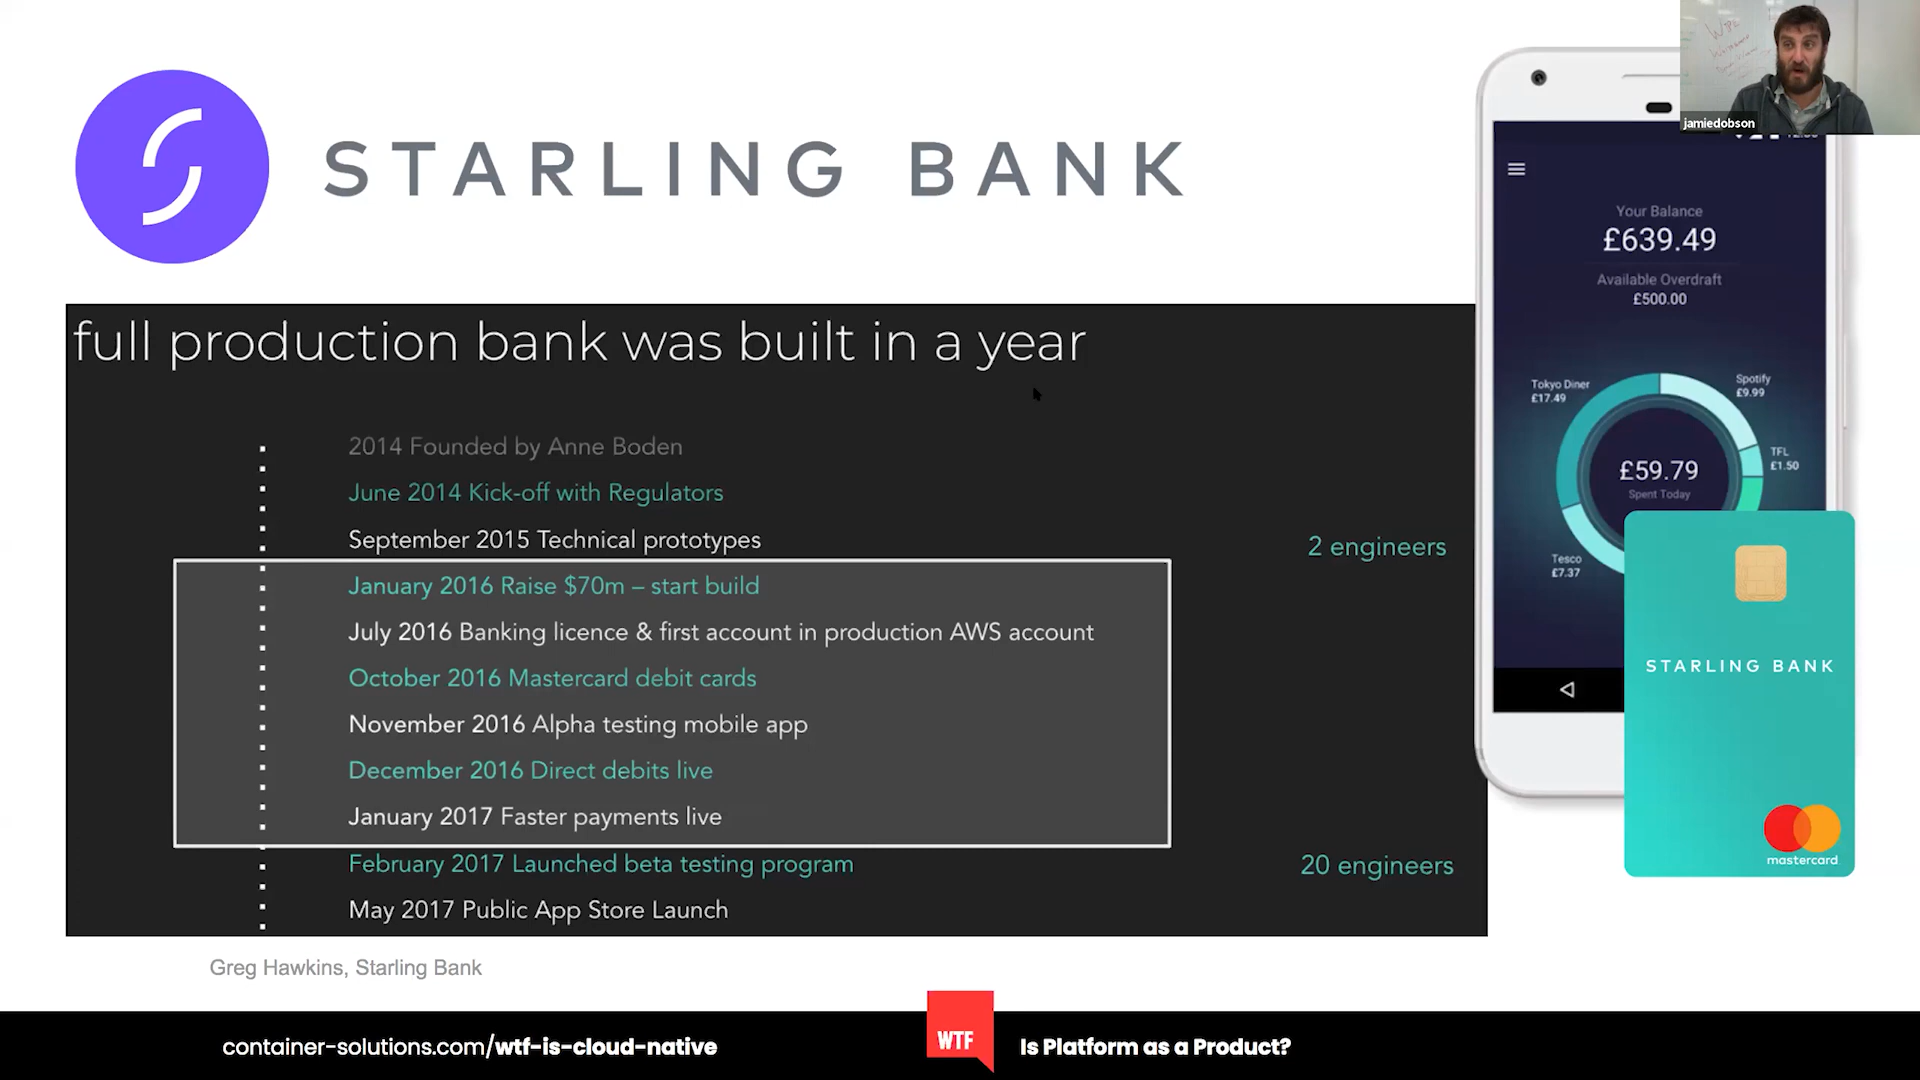 STARLING BANK
full production bank was built in a year
2014 Founded by Anne Boden
June 2014 Kick-off with Regulators
September 2015 Technical prototypes
2 engineers
January 2016 Raise $70m – start build
July 2016 Banking licence & first account in production AWS account
October 2016 Mastercard debit cards
November 2016 Alpha testing mobile app
December 2016 Direct debits live
January 2017 Faster payments live
February 2017 Launched beta testing program
20 engineers
May 2017 Public App Store Launch
Greg Hawkins, Starling Bank
jamiedobson
Your Balance
£639.49
Available Overdraft
£500.00
Tokyo Diner
£17.49
Spotify
£9.99
TFL
£1.50
£59.79
Spent Today
Tesco
£7.37
STARLING BANK
mastercard
container-solutions.com/wtf-is-cloud-native
WTF
Is Platform as a Product?